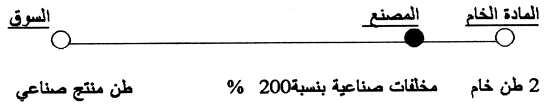 المادة الخام المصنع السوق
2 طن خام مخلفات صناعية بنسبة200 % طن منتج صناعي